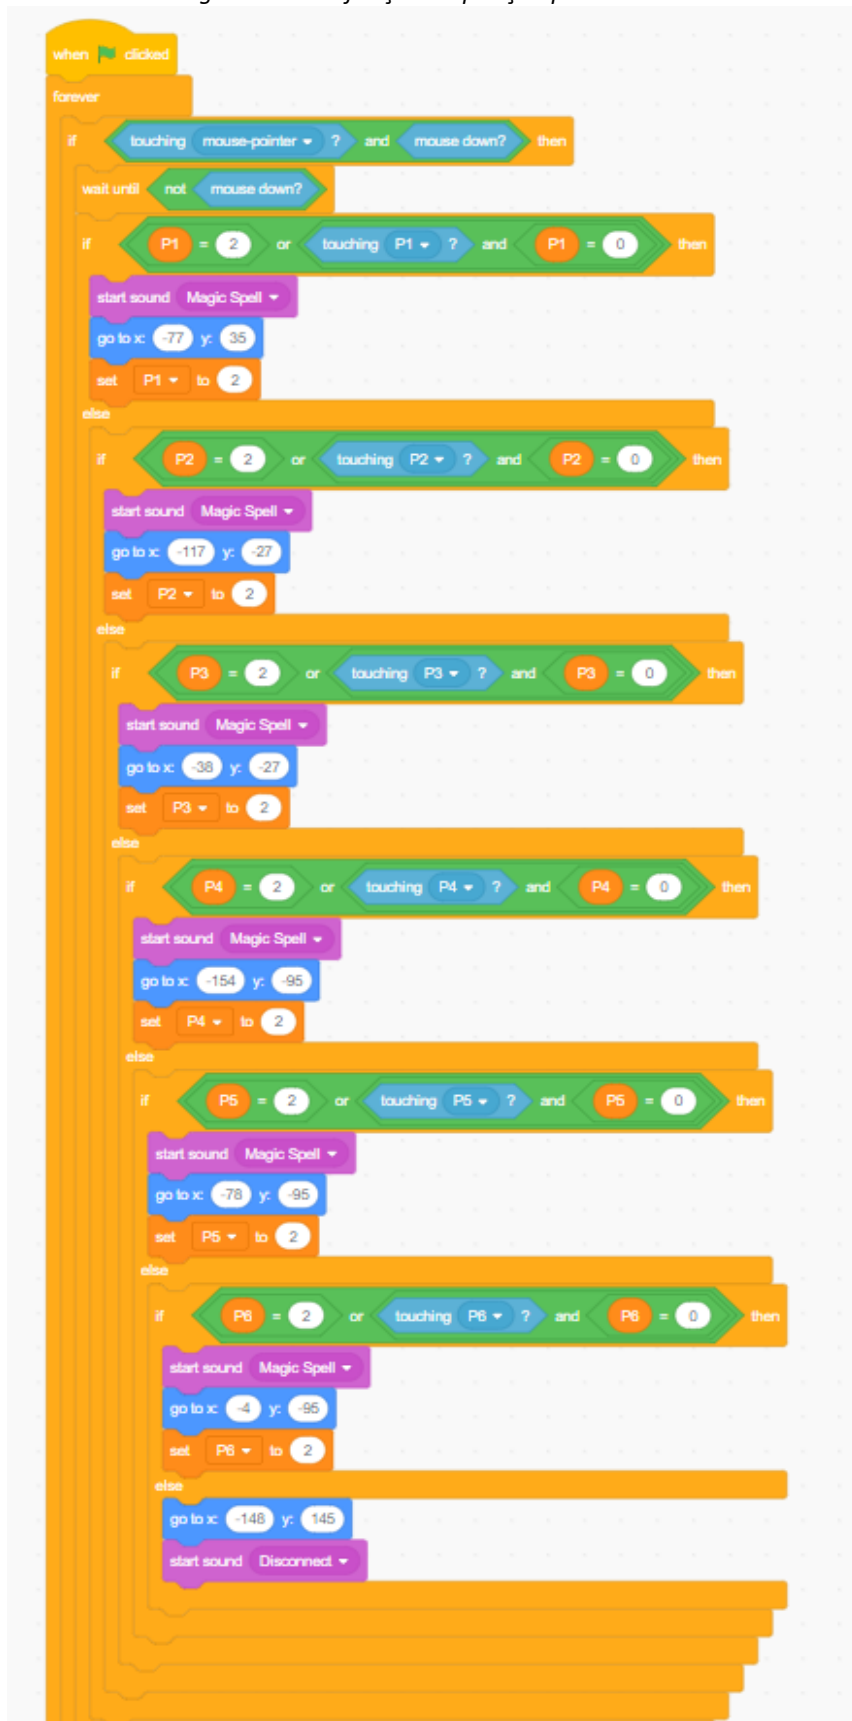 when clicked
forever
if touching mouse-pointer ? and mouse down? then
wait until not mouse down?
if P1 = 2 or touching P1 ? and P1 = 0 then
start sound Magic Spell
go to x: -77 y: 35
set P1 to 2
else
if P2 = 2 or touching P2 ? and P2 = 0 then
start sound Magic Spell
go to x: -117 y: -27
set P2 to 2
else
if P3 = 2 or touching P3 ? and P3 = 0 then
start sound Magic Spell
go to x: -38 y: -27
set P3 to 2
else
if P4 = 2 or touching P4 ? and P4 = 0 then
start sound Magic Spell
go to x: -154 y: -95
set P4 to 2
else
if P5 = 2 or touching P5 ? and P5 = 0 then
start sound Magic Spell
go to x: -78 y: -95
set P5 to 2
else
if P6 = 2 or touching P6 ? and P6 = 0 then
start sound Magic Spell
go to x: -4 y: -95
set P6 to 2
else
go to x: -148 y: 145
start sound Disconnect